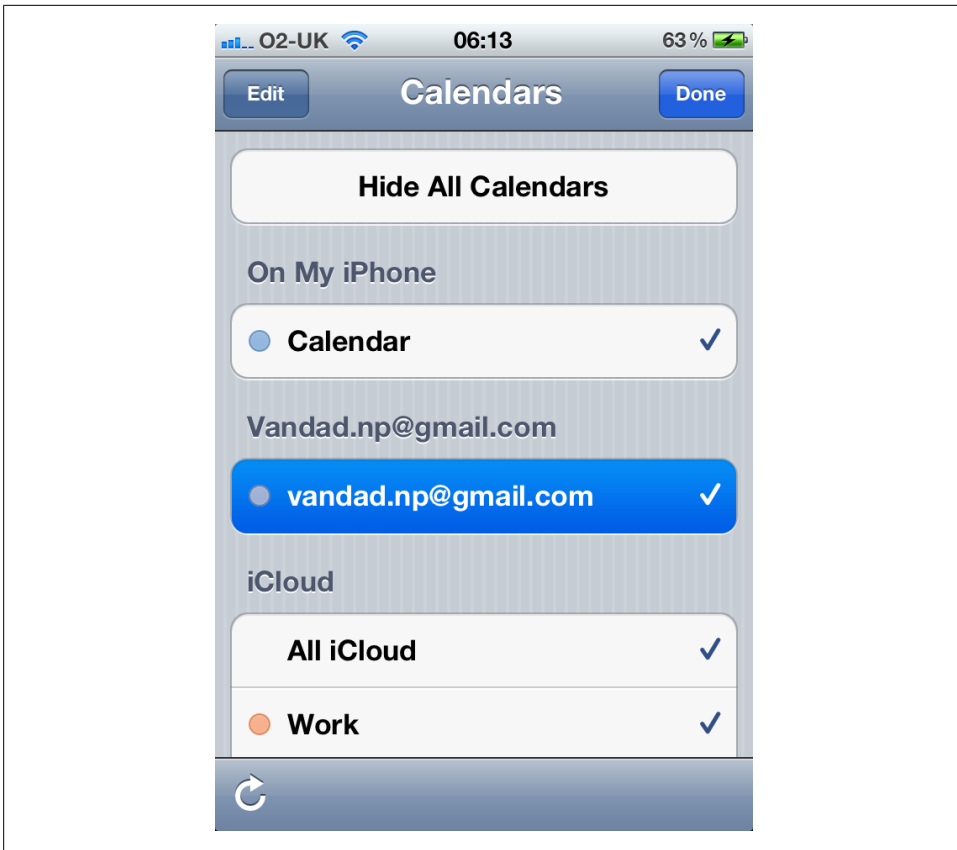 O2-UK 06:13 63%
Edit Calendars Done
Hide All Calendars
On My iPhone
Calendar
Vandad.np@gmail.com
vandad.np@gmail.com
iCloud
All iCloud
Work